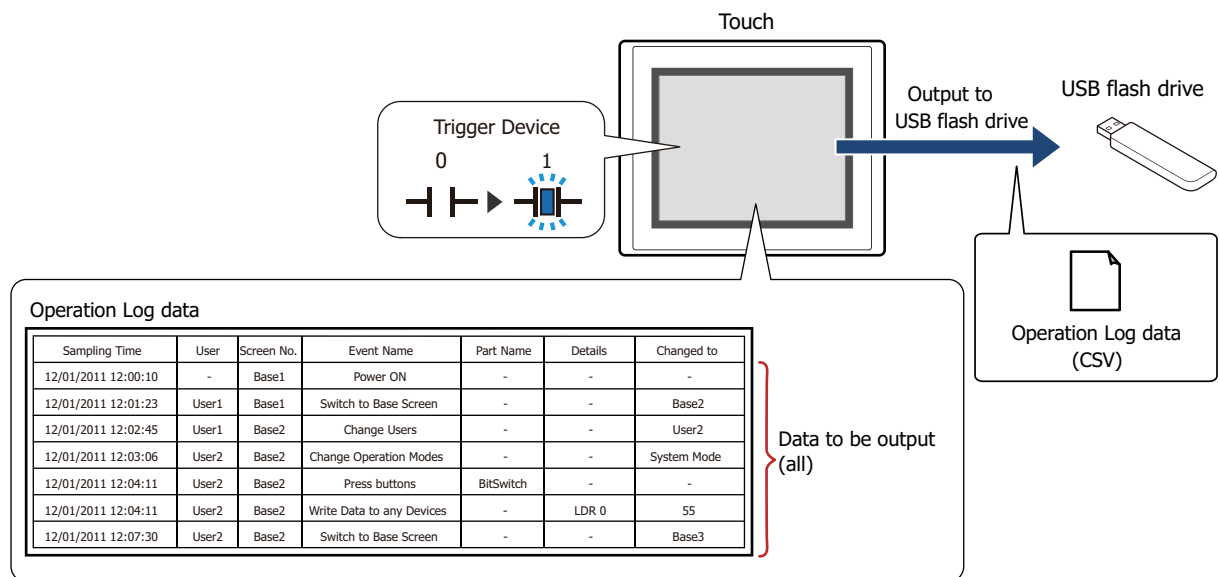 Touch
Output to
USB flash drive
USB flash drive
Trigger Device
0 1
Operation Log data
(CSV)
Operation Log data
Sampling Time User Screen No. Event Name Part Name Details Changed to
12/01/2011 12:00:10 - Base1 Power ON - - -
12/01/2011 12:01:23 User1 Base1 Switch to Base Screen - - Base2
12/01/2011 12:02:45 User1 Base2 Change Users - - User2
12/01/2011 12:03:06 User2 Base2 Change Operation Modes - - System Mode
12/01/2011 12:04:11 User2 Base2 Press buttons BitSwitch - -
12/01/2011 12:04:11 User2 Base2 Write Data to any Devices - LDR 0 55
12/01/2011 12:07:30 User2 Base2 Switch to Base Screen - - Base3
Data to be output
(all)